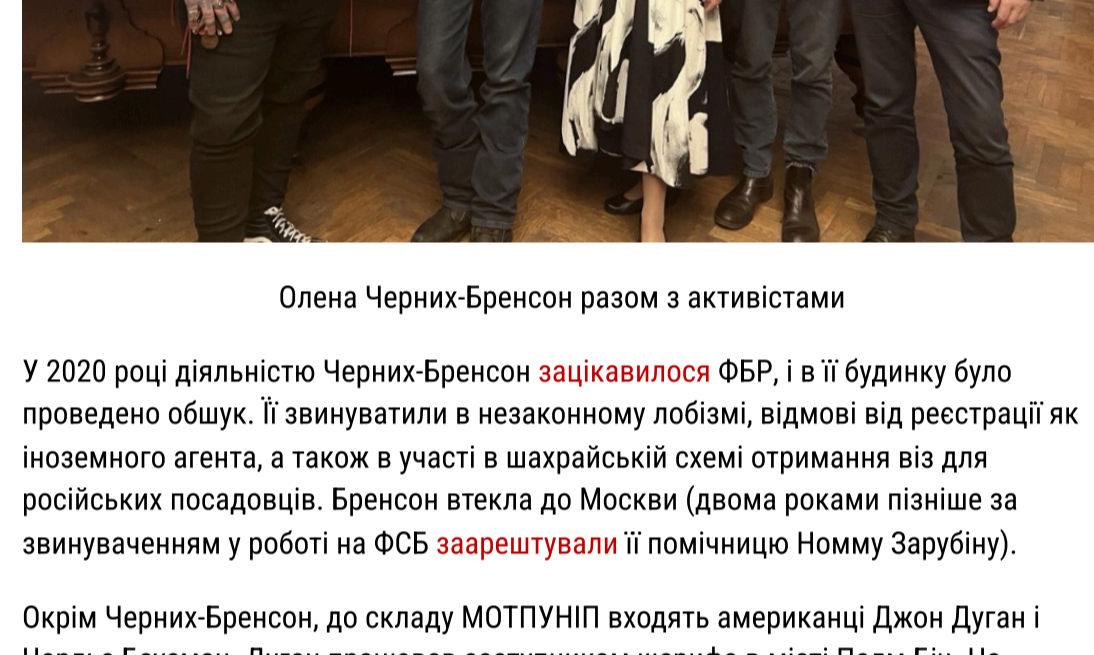 Олена Черних-Бренсон разом з активістами
У 2020 році діяльністю Черних-Бренсон зацікавилося ФБР, і в її будинку було
проведено обшук. Її звинуватили в незаконному лобізмі, відмові від реєстрації як
іноземного агента, а також в участі в шахрайській схемі отримання віз для
російських посадовців. Бренсон втекла до Москви (двома роками пізніше за
звинуваченням у роботі на ФСБ заарештували її помічницю Номму Зарубіну).
Окрім Черних-Бренсон, до складу МОТПУНІП входять американці Джон Дуган і